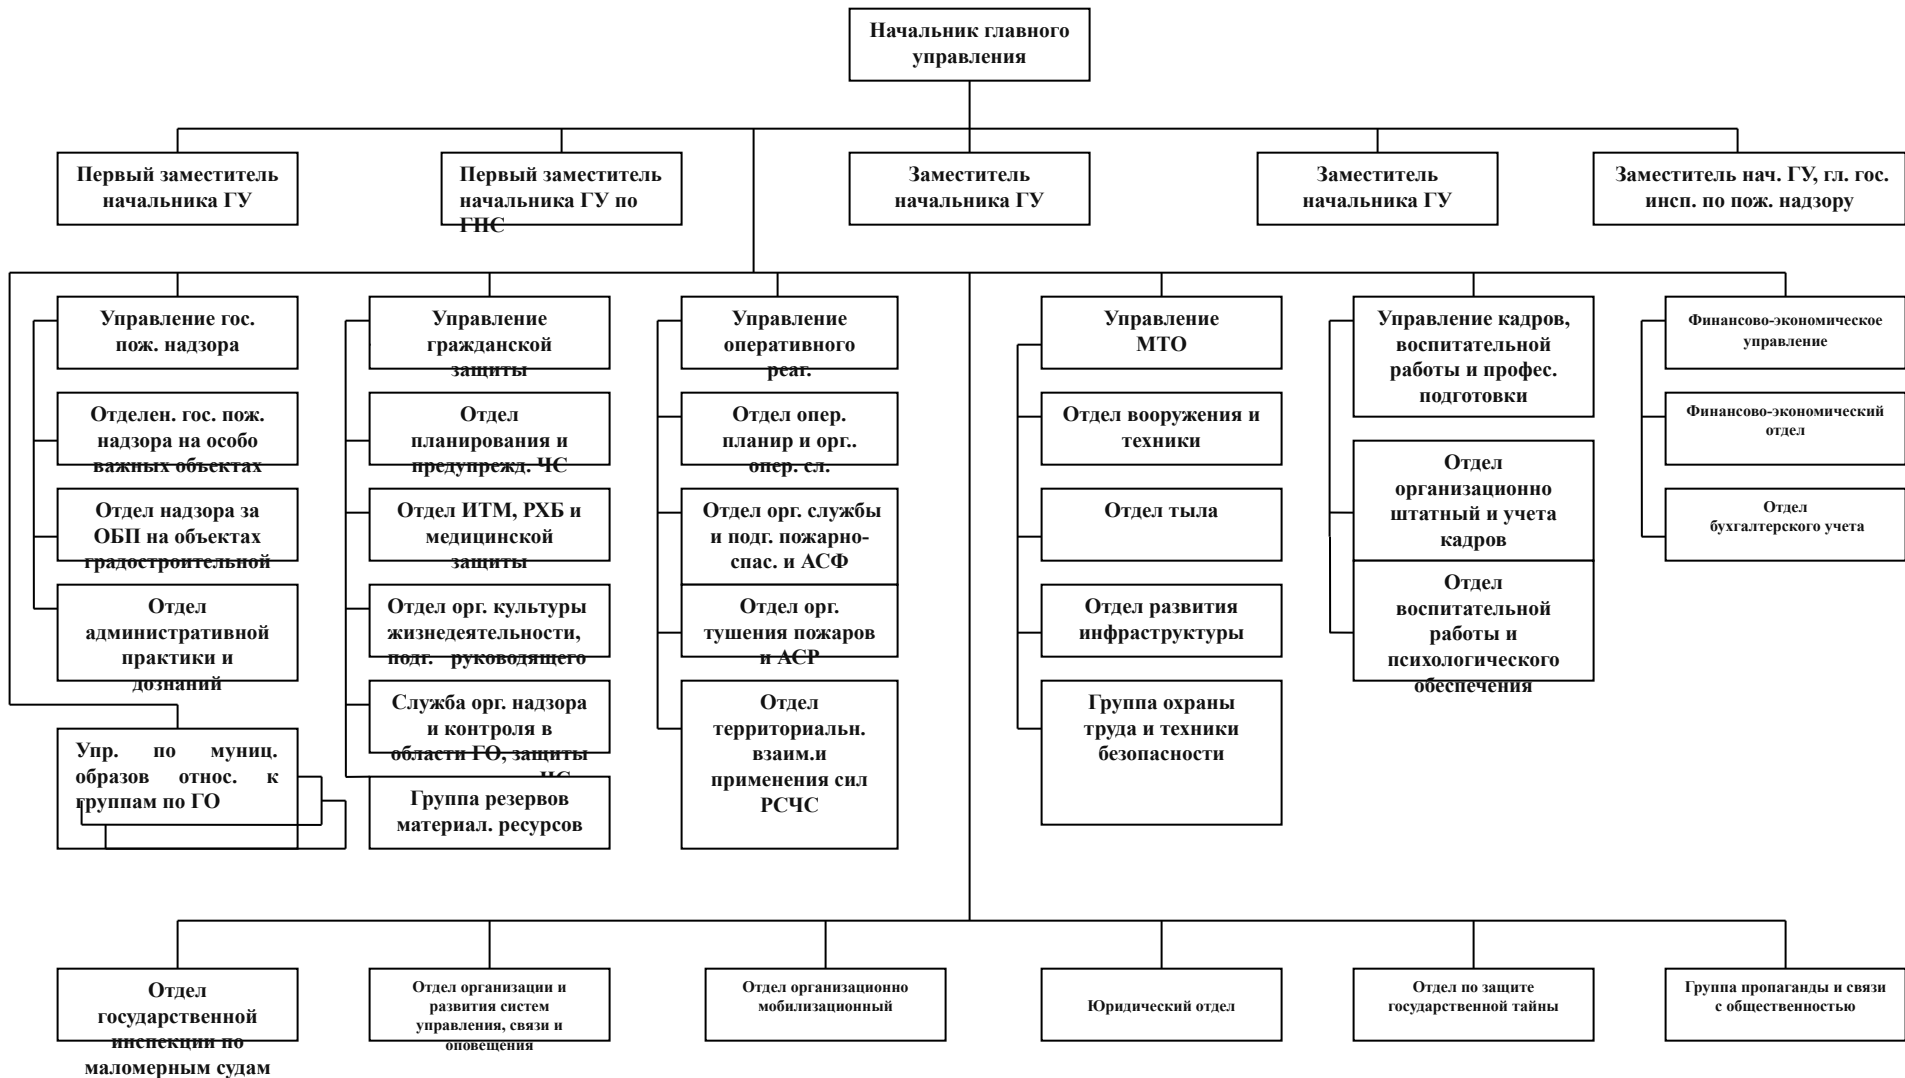 Начальник главного
управления
Первый заместитель
начальника ГУ
Первый заместитель
начальника ГУ по
ГПС
Заместитель
начальника ГУ
Заместитель
начальника ГУ
Заместитель нач. ГУ, гл. гос.
инсп. по пож. надзору
Управление гос.
пож. надзора
Отделен. гос. пож.
надзора на особо
важных объектах
Отдел надзора за
ОБП на объектах
градостроительной
Отдел
административной
практики и
дознаний
Упр. по муниц.
образов относ. к
группам по ГО
Управление
гражданской
защиты
Отдел
планирования и
предупрежд. ЧС
Отдел ИТМ, РХБ и
медицинской
защиты
Отдел орг. культуры
жизнедеятельности,
подг. руководящего
Служба орг. надзора
и контроля в
области ГО, защиты
Группа резервов
материал. ресурсов
Управление
оперативного
реаг.
Отдел опер.
планир и орг..
опер. сл.
Отдел орг. службы
и подг. пожарно-
спас. и АСФ
Отдел орг.
тушения пожаров
и АСР
Отдел
территориальн.
взаим.и
применения сил
РСЧС
Управление
МТО
Отдел вооружения и
техники
Отдел тыла
Отдел развития
инфраструктуры
Группа охраны
труда и техники
безопасности
Управление кадров,
воспитательной
работы и профес.
подготовки
Отдел
организационно
штатный и учета
кадров
Отдел
воспитательной
работы и
психологического
обеспечения
Финансово-экономическое
управление
Финансово-экономический
отдел
Отдел
бухгалтерского учета
Отдел
государственной
инспекции по
маломерным судам
Отдел организации и
развития систем
управления, связи и
оповещения
Отдел организационно
мобилизационный
Юридический отдел
Отдел по защите
государственной тайны
Группа пропаганды и связи
с общественностью